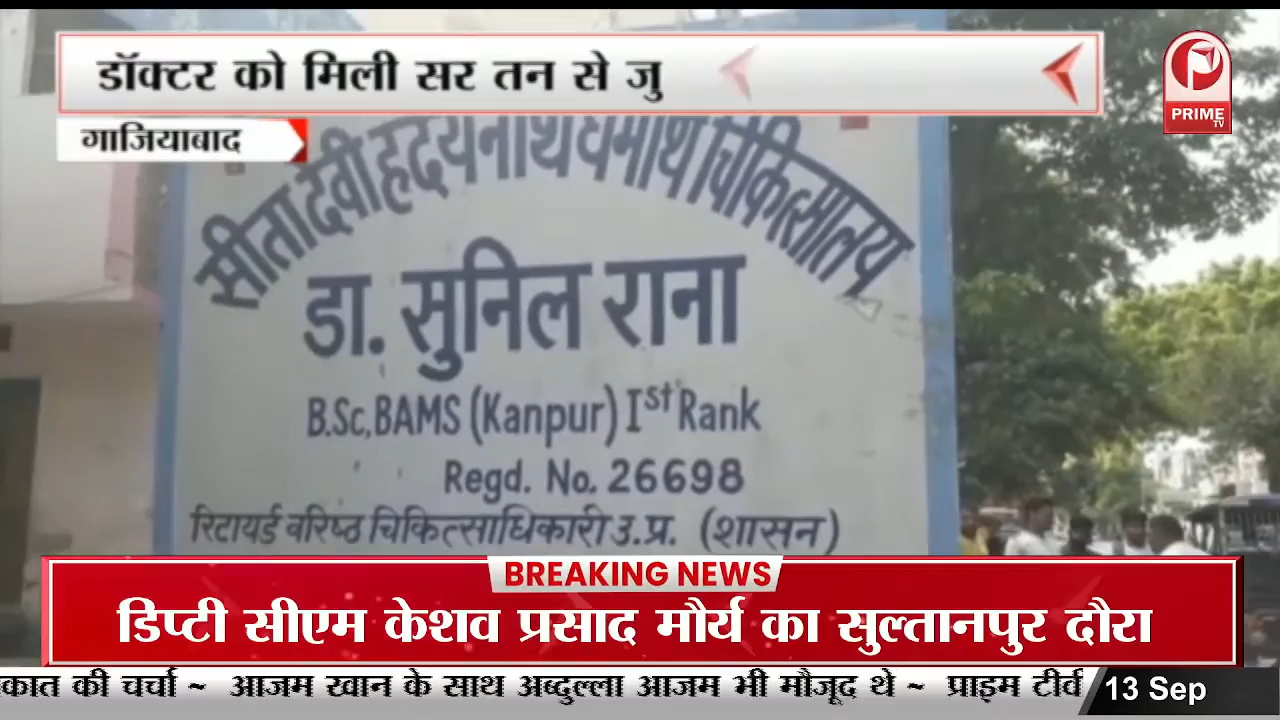 डॉक्टर को मिली सर तन से जु
PRIME
TV
गाजियाबाद
सीता देवी हृदयनाथ धर्मार्थ चिकित्सालय
डा. सुनिल राना
B.Sc,BAMS (Kanpur) Ist Rank
Regd. No. 26698
रिटायर्ड वरिष्ठ चिकित्साधिकारी उ.प्र. (शासन)
BREAKING NEWS
डिप्टी सीएम केशव प्रसाद मौर्य का सुल्तानपुर दौरा
कात की चर्चा ~ आजम खान के साथ अब्दुल्ला आजम भी मौजूद थे ~ प्राइम टीवी
13 Sep